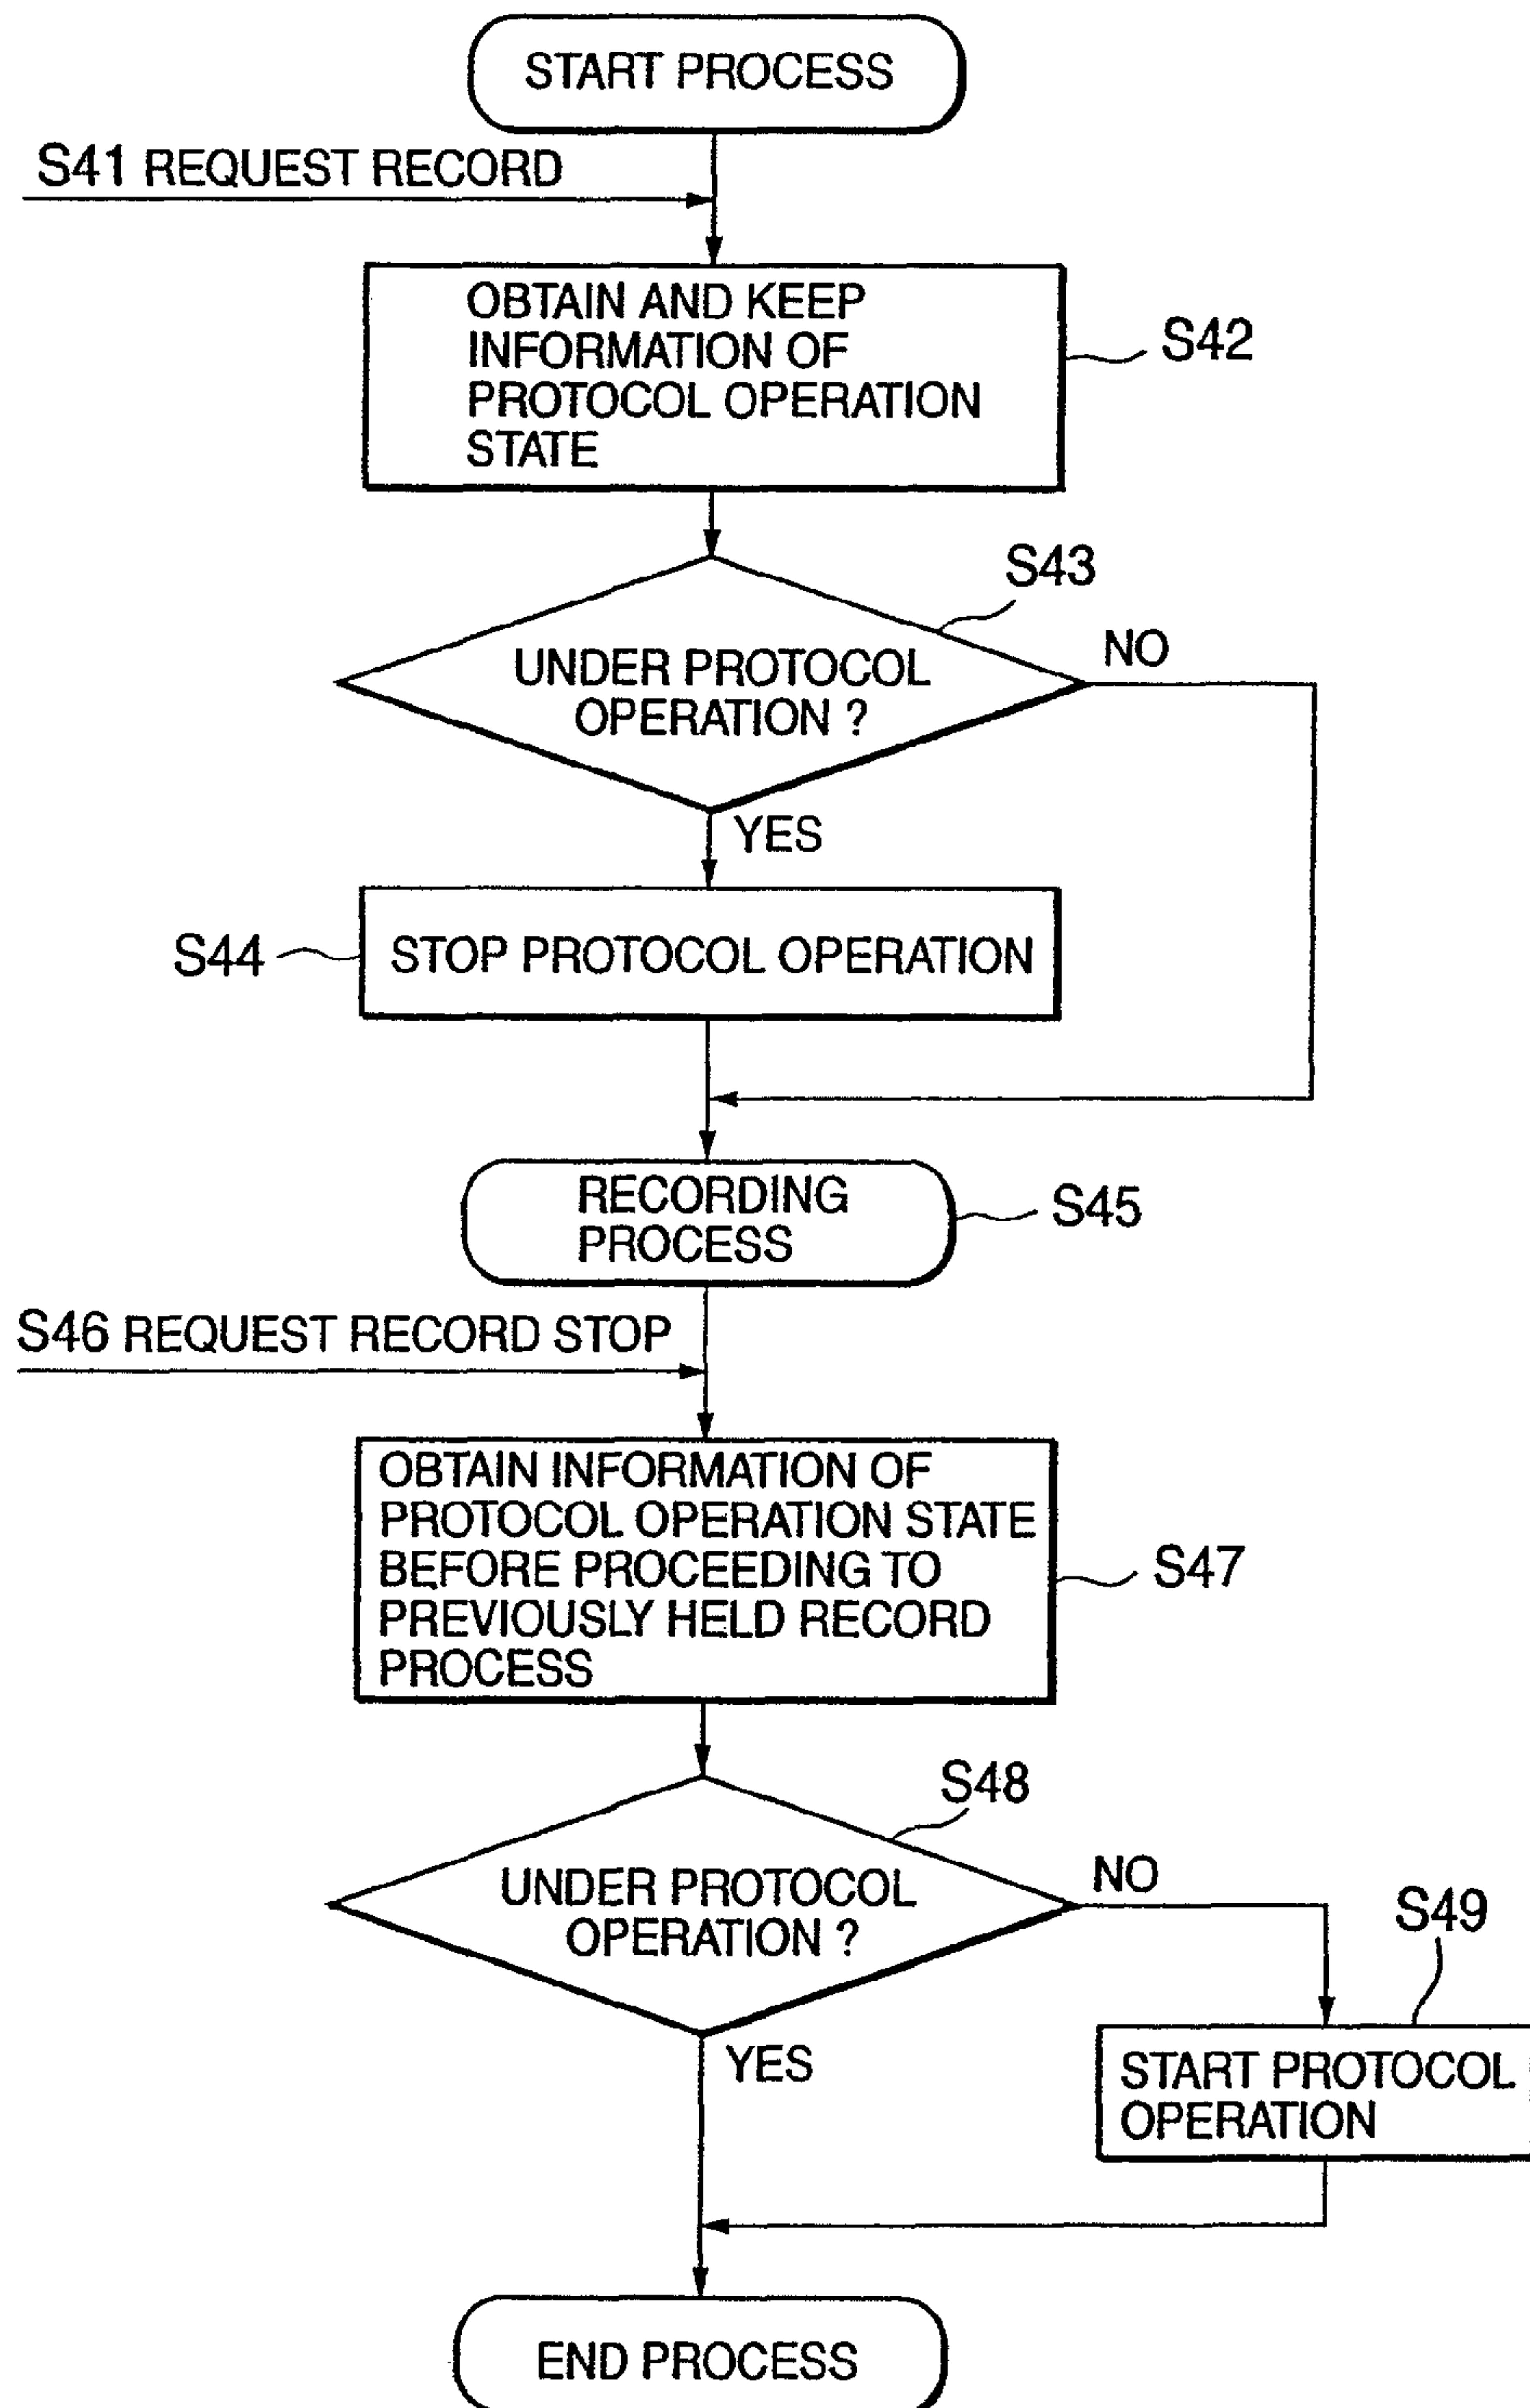 START PROCESS
S41 REQUEST RECORD
OBTAIN AND KEEP
INFORMATION OF
PROTOCOL OPERATION
STATE
S42
S43
UNDER PROTOCOL
OPERATION ?
NO
YES
S44
STOP PROTOCOL OPERATION
RECORDING
PROCESS
S45
S46 REQUEST RECORD STOP
OBTAIN INFORMATION OF
PROTOCOL OPERATION STATE
BEFORE PROCEEDING TO
PREVIOUSLY HELD RECORD
PROCESS
S47
S48
UNDER PROTOCOL
OPERATION ?
NO
S49
YES
START PROTOCOL
OPERATION
END PROCESS